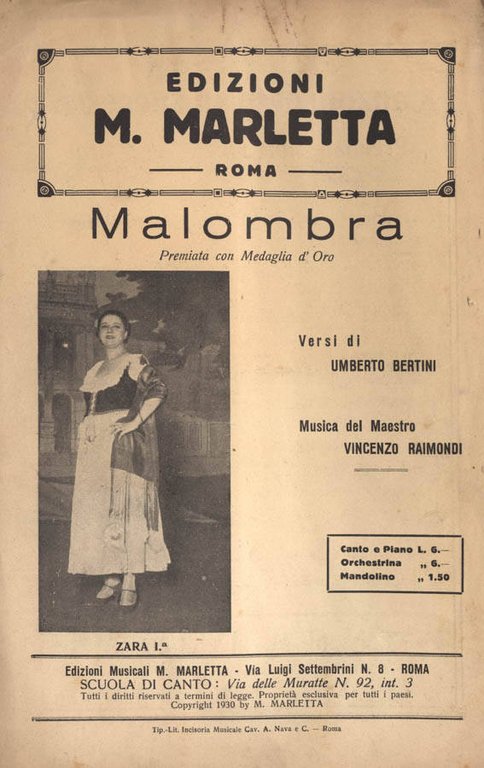 EDIZIONI
M. MARLETTA
ROMA
Malombra
Premiata con Medaglia d' Oro
Versi di
UMBERTO BERTINI
Musica del Maestro
VINCENZO RAIMONDI
Canto e Piano L. 6.—
Orchestrina „ 6.—
Mandolino „ 1.50
ZARA I.ª
Edizioni Musicali M. MARLETTA - Via Luigi Settembrini N. 8 - ROMA
SCUOLA DI CANTO: Via delle Muratte N. 92, int. 3
Tutti i diritti riservati a termini di legge. Proprietà esclusiva per tutti i paesi.
Copyright 1930 by M. MARLETTA
Tip.-Lit. Incisoria Musicale Cav. A. Nava e C. — Roma